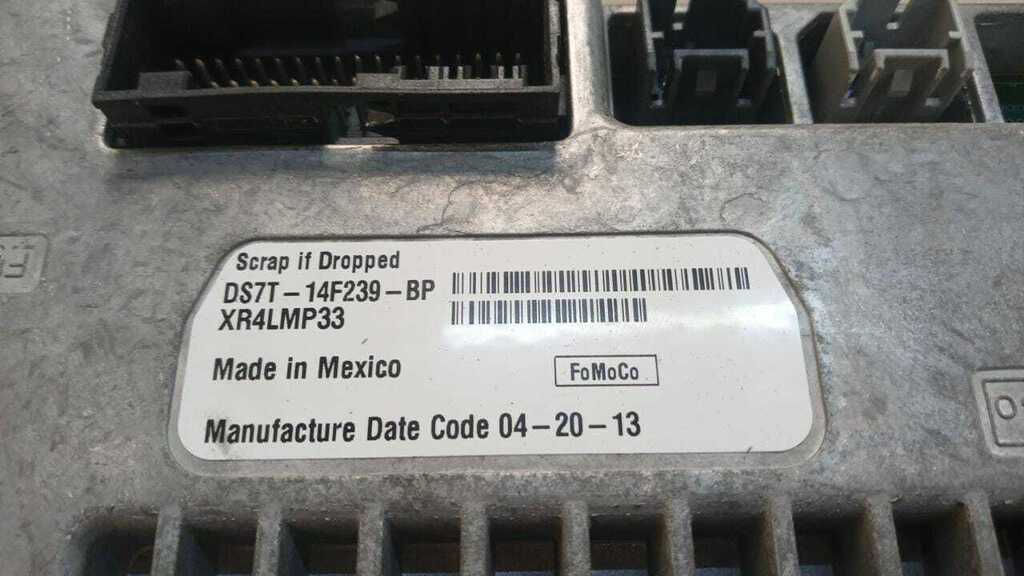 Scrap if Dropped
DS7T-14F239-BP
XR4LMP33
Made in Mexico
FoMoCo
Manufacture Date Code 04-20-13